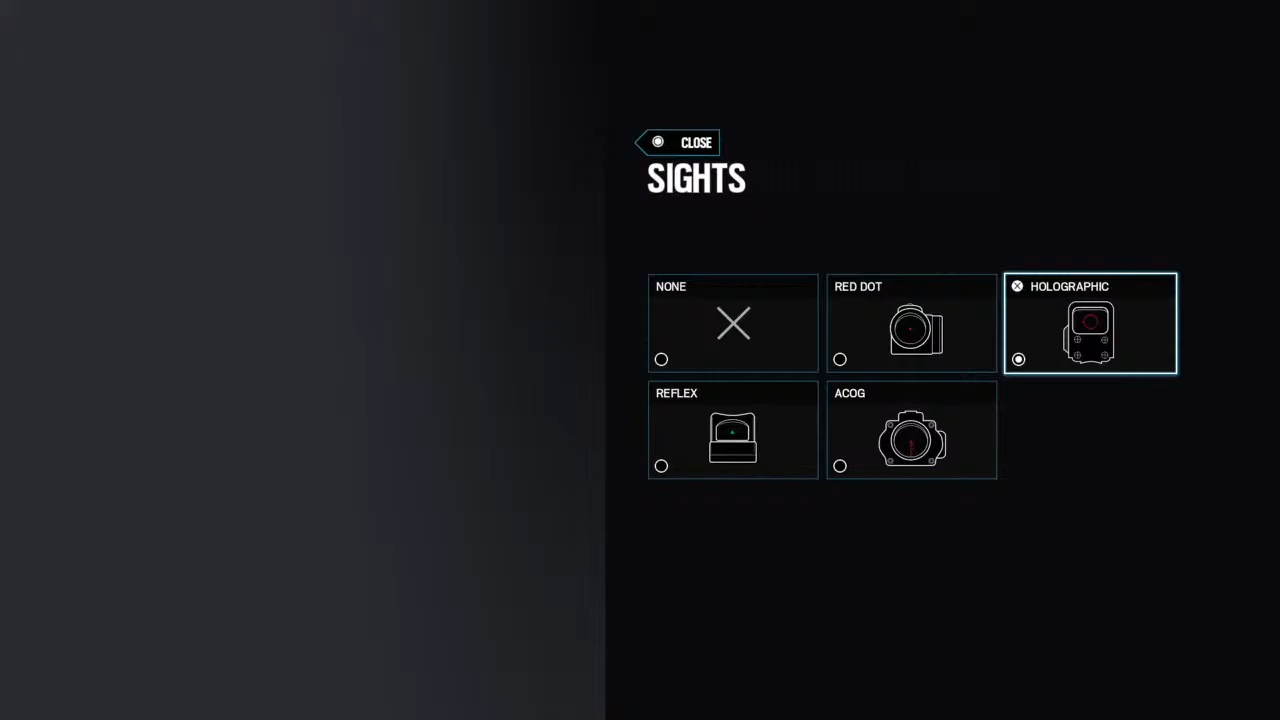 CLOSE
SIGHTS
NONE
RED DOT
HOLOGRAPHIC
REFLEX
ACOG